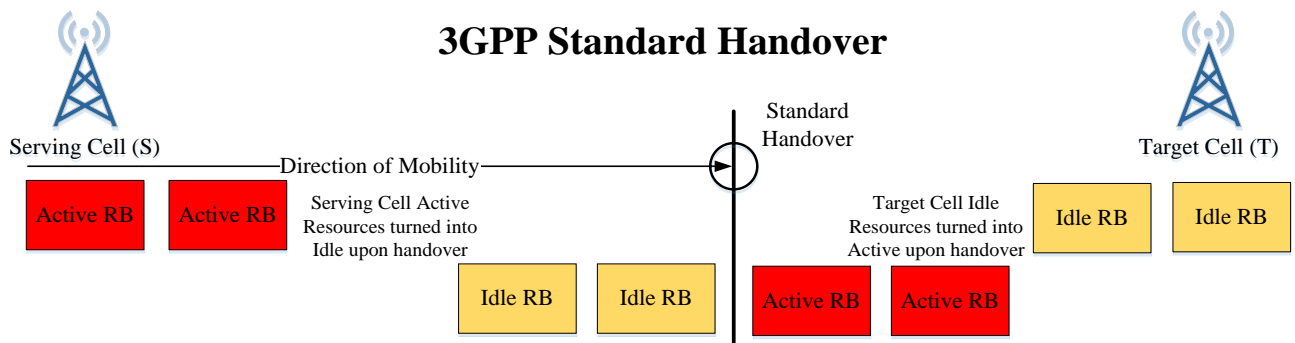 3GPP Standard Handover
Standard
Handover
Serving Cell (S)
Target Cell (T)
Direction of Mobility
Active RB
Active RB
Serving Cell Active
Resources turned into
Idle upon handover
Target Cell Idle
Resources turned into
Active upon handover
Idle RB
Idle RB
Idle RB
Idle RB
Active RB
Active RB